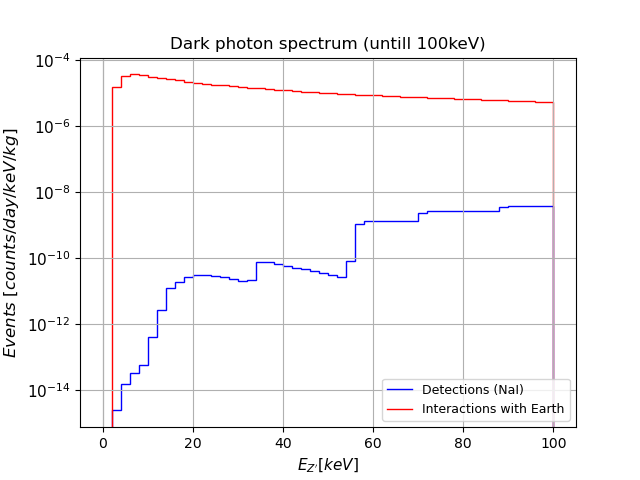 Dark photon spectrum (untill 100keV)
Events [counts/day/keV/kg]
10⁻⁴
10⁻⁶
10⁻⁸
10⁻¹⁰
10⁻¹²
10⁻¹⁴
Detections (NaI)
Interactions with Earth
0 20 40 60 80 100
E_{Z'}[keV]